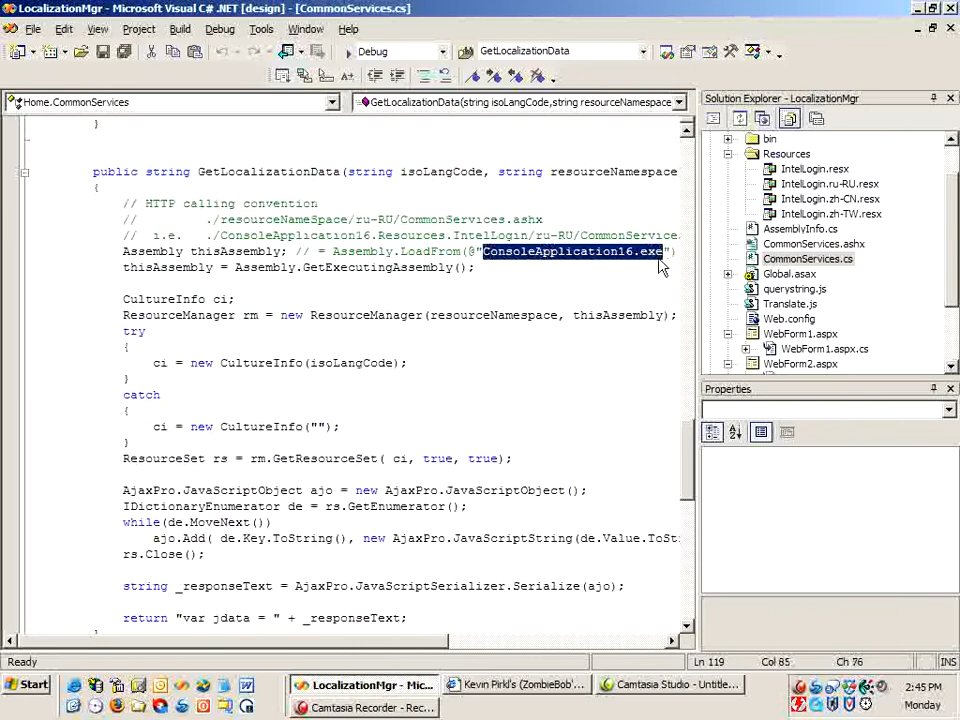 LocalizationMgr - Microsoft Visual C# .NET [design] - [CommonServices.cs]
File Edit View Project Build Debug Tools Window Help
Debug GetLocalizationData
Home.CommonServices GetLocalizationData(string isoLangCode,string resourceNamespace
}
public string GetLocalizationData(string isoLangCode, string resourceNamespace
{
// HTTP calling convention
// ./resourceNameSpace/ru-RU/CommonServices.ashx
// i.e. ./ConsoleApplication16.Resources.IntelLogin/ru-RU/CommonService.
Assembly thisAssembly; // = Assembly.LoadFrom(@"ConsoleApplication16.exe")
thisAssembly = Assembly.GetExecutingAssembly();
CultureInfo ci;
ResourceManager rm = new ResourceManager(resourceNamespace, thisAssembly);
try
{
ci = new CultureInfo(isoLangCode);
}
catch
{
ci = new CultureInfo("");
}
ResourceSet rs = rm.GetResourceSet( ci, true, true);
AjaxPro.JavaScriptObject ajo = new AjaxPro.JavaScriptObject();
IDictionaryEnumerator de = rs.GetEnumerator();
while(de.MoveNext())
ajo.Add( de.Key.ToString(), new AjaxPro.JavaScriptString(de.Value.ToSt
rs.Close();
string _responseText = AjaxPro.JavaScriptSerializer.Serialize(ajo);
return "var jdata = " + _responseText;
}
Solution Explorer - LocalizationMgr
bin
Resources
IntelLogin.resx
IntelLogin.ru-RU.resx
IntelLogin.zh-CN.resx
IntelLogin.zh-TW.resx
AssemblyInfo.cs
CommonServices.ashx
CommonServices.cs
Global.asax
querystring.js
Translate.js
Web.config
WebForm1.aspx
WebForm1.aspx.cs
WebForm2.aspx
Properties
Ready Ln 119 Col 85 Ch 76 INS
Start LocalizationMgr - Mic... Kevin Pirkl's (ZombieBob'... Camtasia Studio - Untitle... 2:45 PM
Camtasia Recorder - Rec... Monday